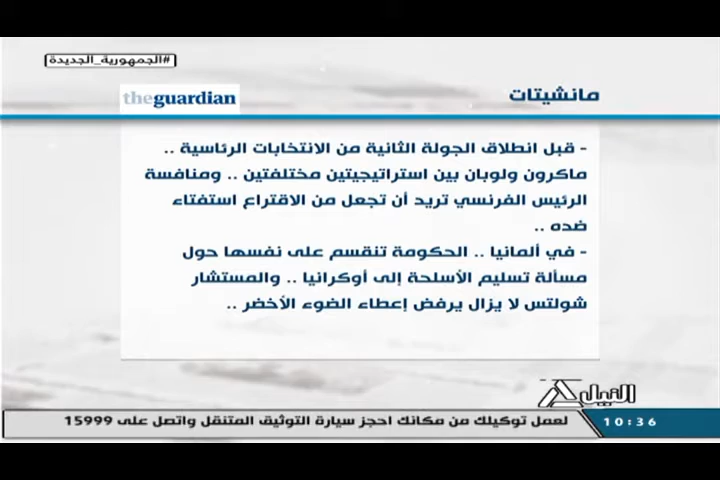 #الجمهورية_الجديدة
مانشيتات
theguardian
- قبل انطلاق الجولة الثانية من الانتخابات الرئاسية ..
ماكرون ولوبان بين استراتيجيتين مختلفتين .. ومنافسة
الرئيس الفرنسي تريد أن تجعل من الاقتراع استفتاء
ضده ..
- في ألمانيا .. الحكومة تنقسم على نفسها حول
مسألة تسليم الأسلحة إلى أوكرانيا .. والمستشار
شولتس لا يزال يرفض إعطاء الضوء الأخضر ..
النيل
لعمل توكيلك من مكانك احجز سيارة التوثيق المتنقل واتصل على 15999
10:36